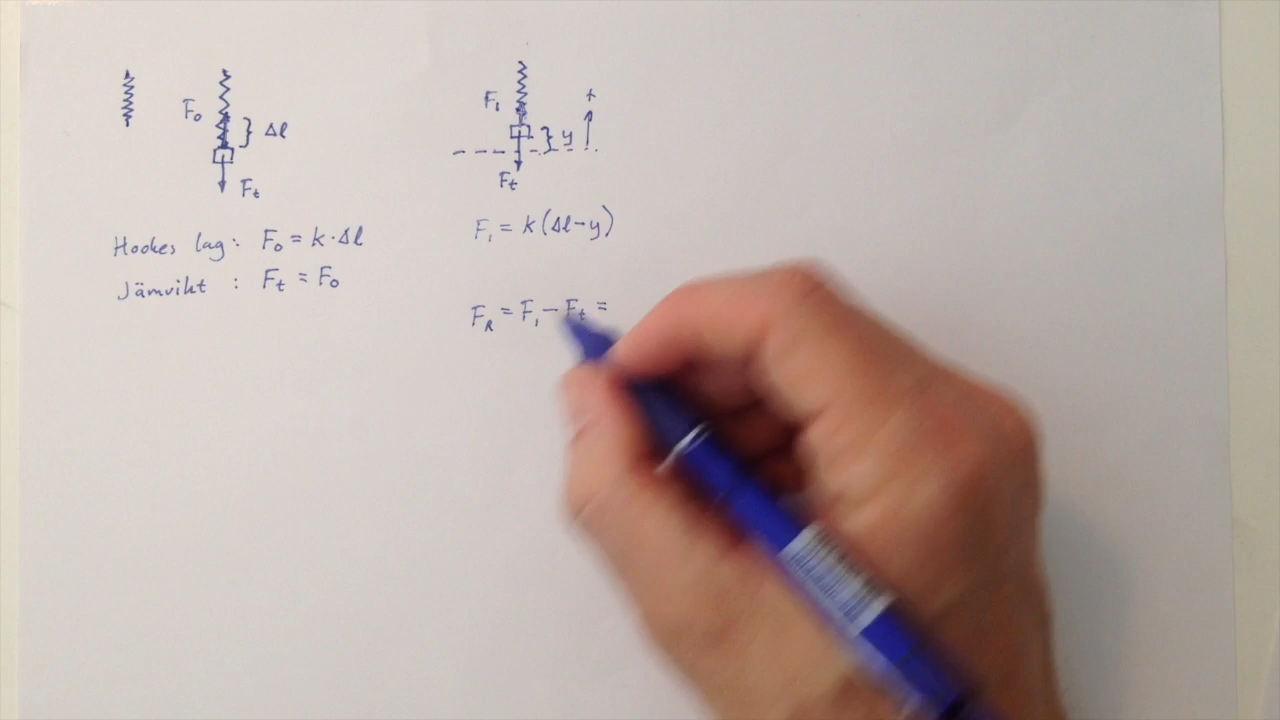 F₀
Δl
Fₜ
F₁
+
y
Fₜ
Hookes lag: F₀ = k·Δl
Jämvikt : Fₜ = F₀
F₁ = k(Δl-y)
F_R = F₁ - Fₜ =